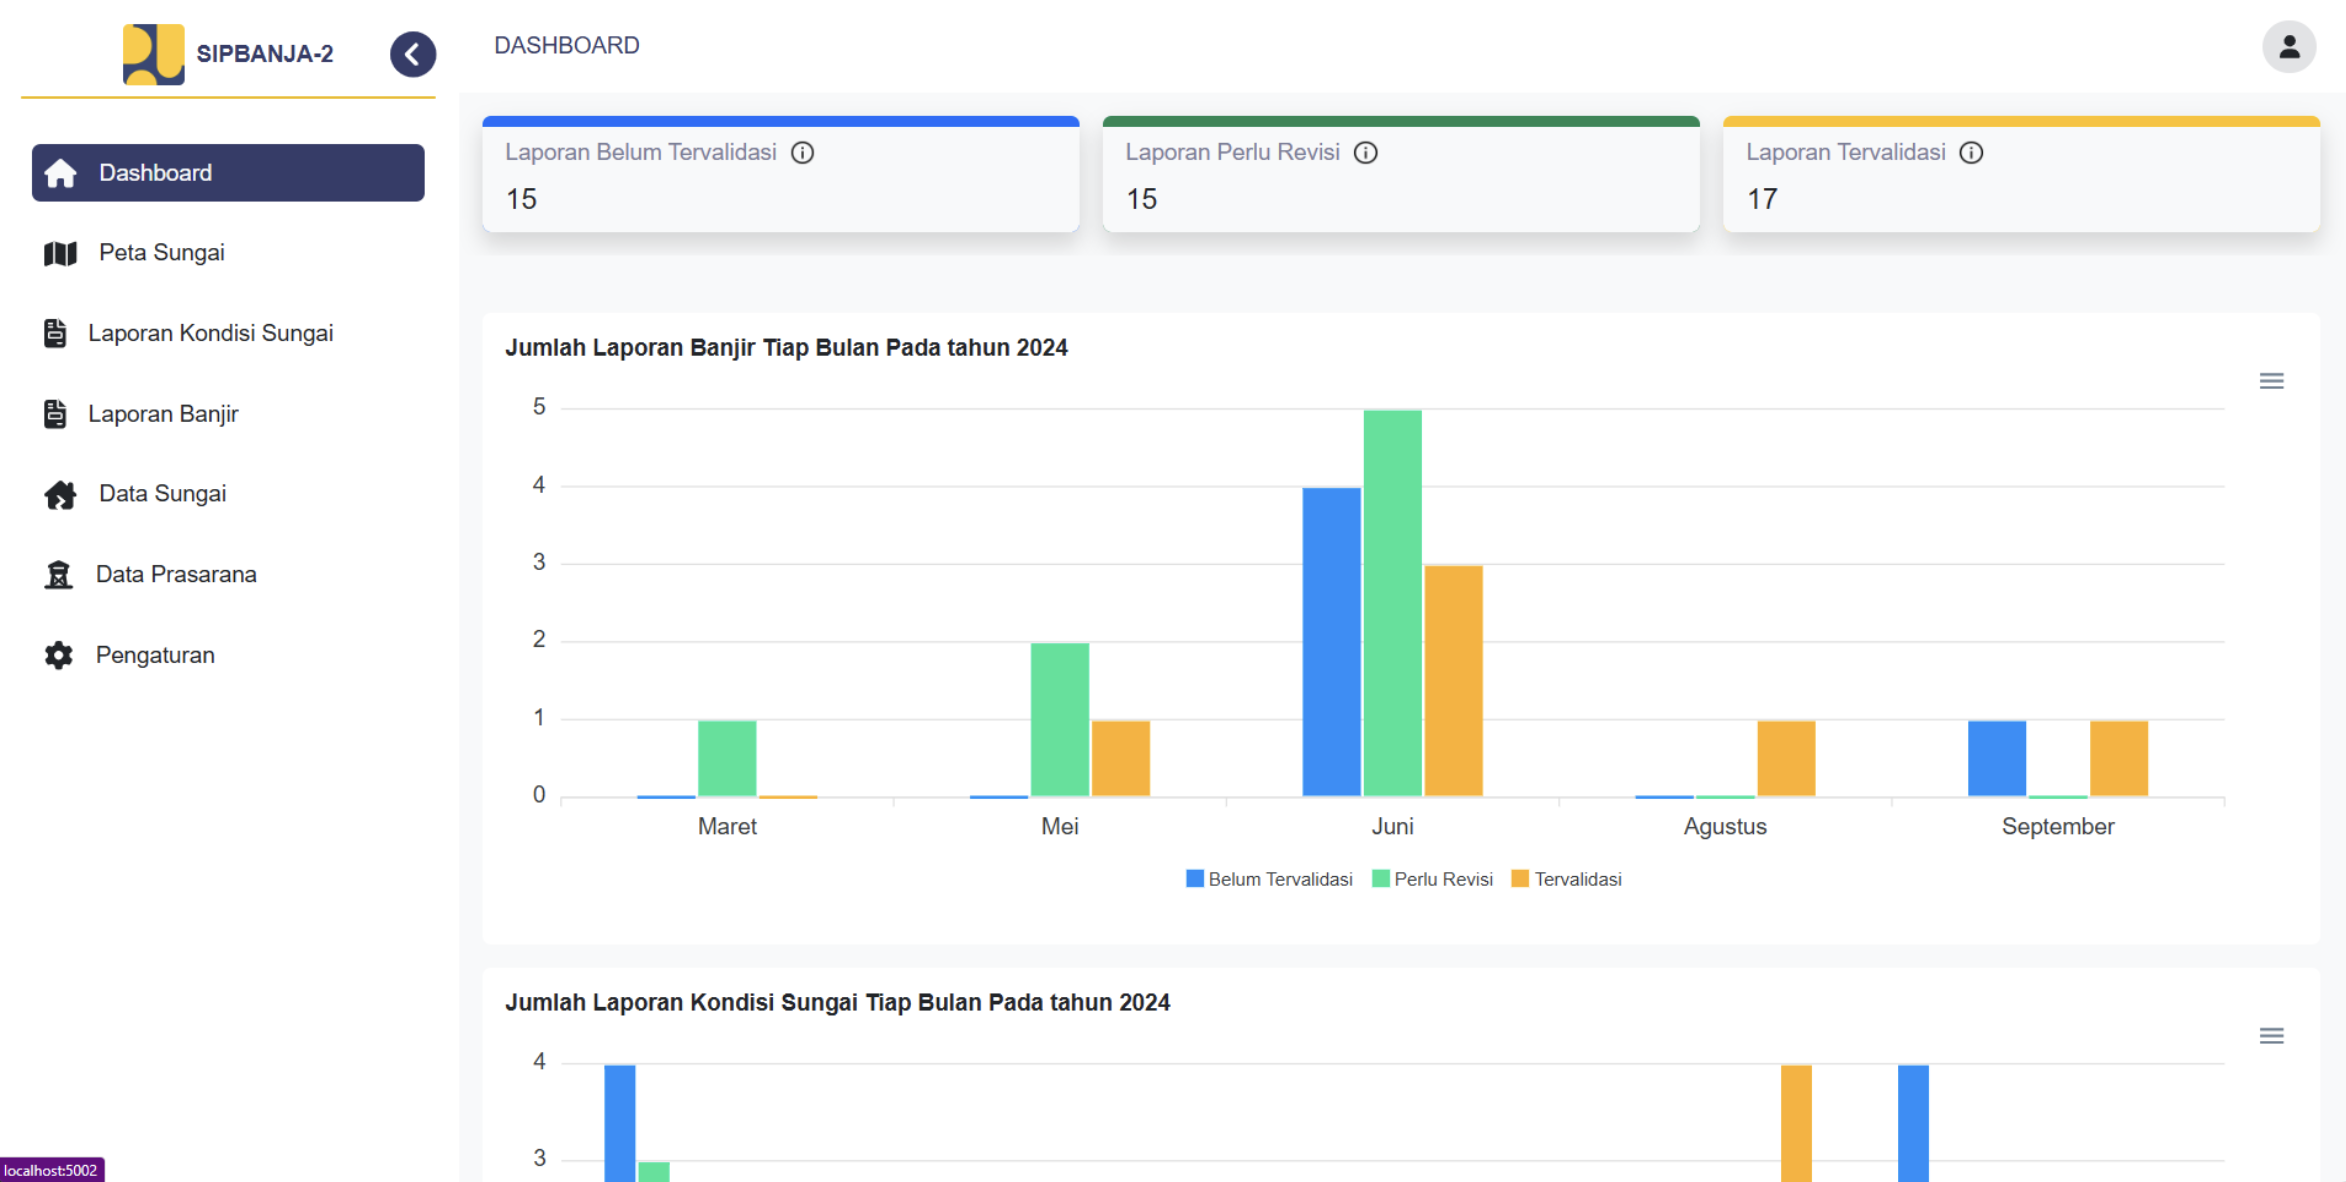 SIPBANJA-2
DASHBOARD
Dashboard
Peta Sungai
Laporan Kondisi Sungai
Laporan Banjir
Data Sungai
Data Prasarana
Pengaturan
Laporan Belum Tervalidasi
15
Laporan Perlu Revisi
15
Laporan Tervalidasi
17
Jumlah Laporan Banjir Tiap Bulan Pada tahun 2024
5
4
3
2
1
0
Maret Mei Juni Agustus September
Belum Tervalidasi Perlu Revisi Tervalidasi
Jumlah Laporan Kondisi Sungai Tiap Bulan Pada tahun 2024
4
3
localhost:5002